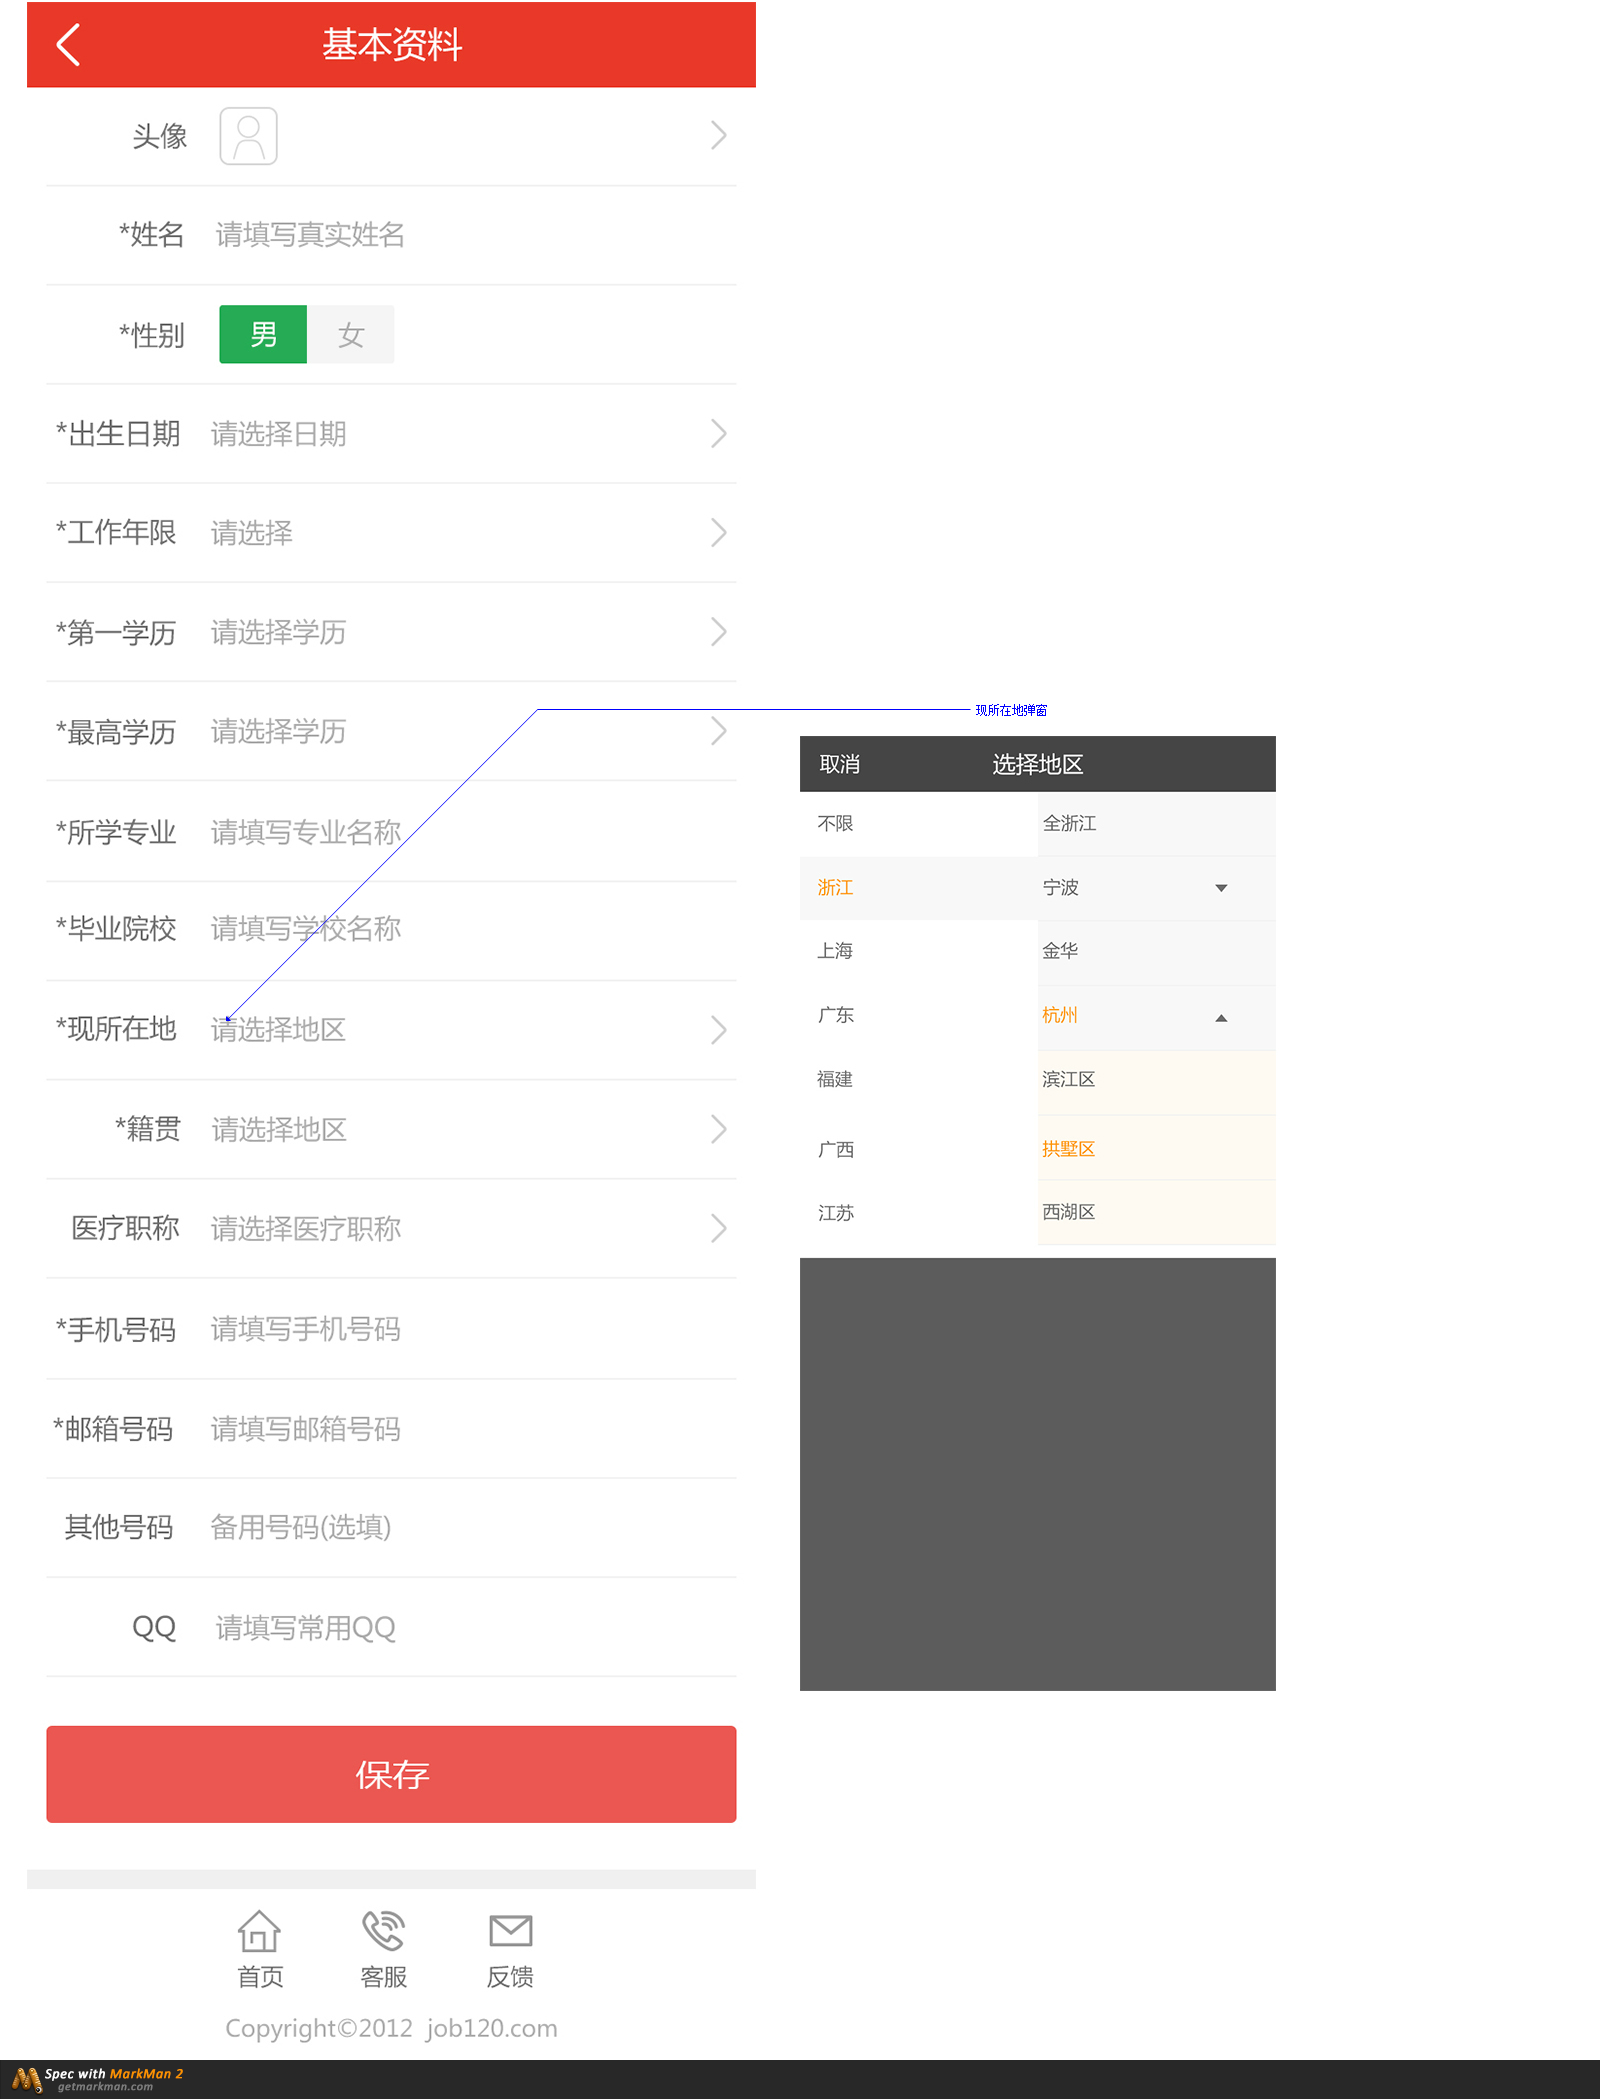 基本资料
头像
*姓名 请填写真实姓名
*性别 男 女
*出生日期 请选择日期
*工作年限 请选择
*第一学历 请选择学历
*最高学历 请选择学历
*所学专业 请填写专业名称
*毕业院校 请填写学校名称
*现所在地 请选择地区
*籍贯 请选择地区
医疗职称 请选择医疗职称
*手机号码 请填写手机号码
*邮箱号码 请填写邮箱号码
其他号码 备用号码(选填)
QQ 请填写常用QQ
保存
首页 客服 反馈
Copyright©2012 job120.com
现所在地弹窗
取消 选择地区
不限 全浙江
浙江 宁波
上海 金华
广东 杭州
福建 滨江区
广西 拱墅区
江苏 西湖区
Spec with MarkMan 2
getmarkman.com